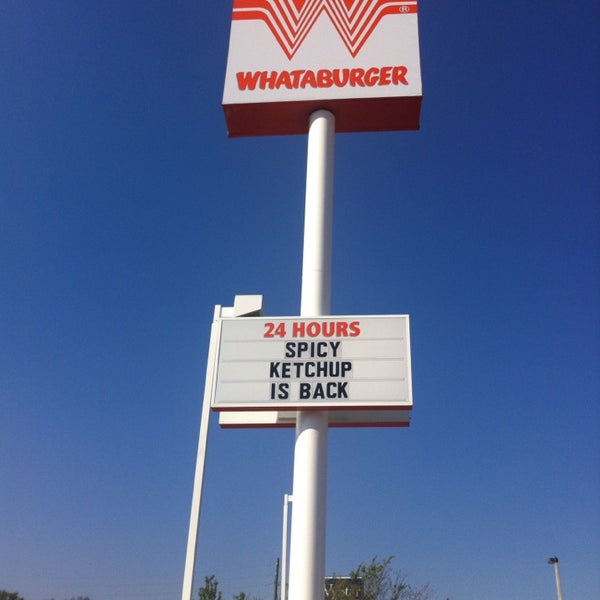 W ®
WHATABURGER
24 HOURS
SPICY
KETCHUP
IS BACK